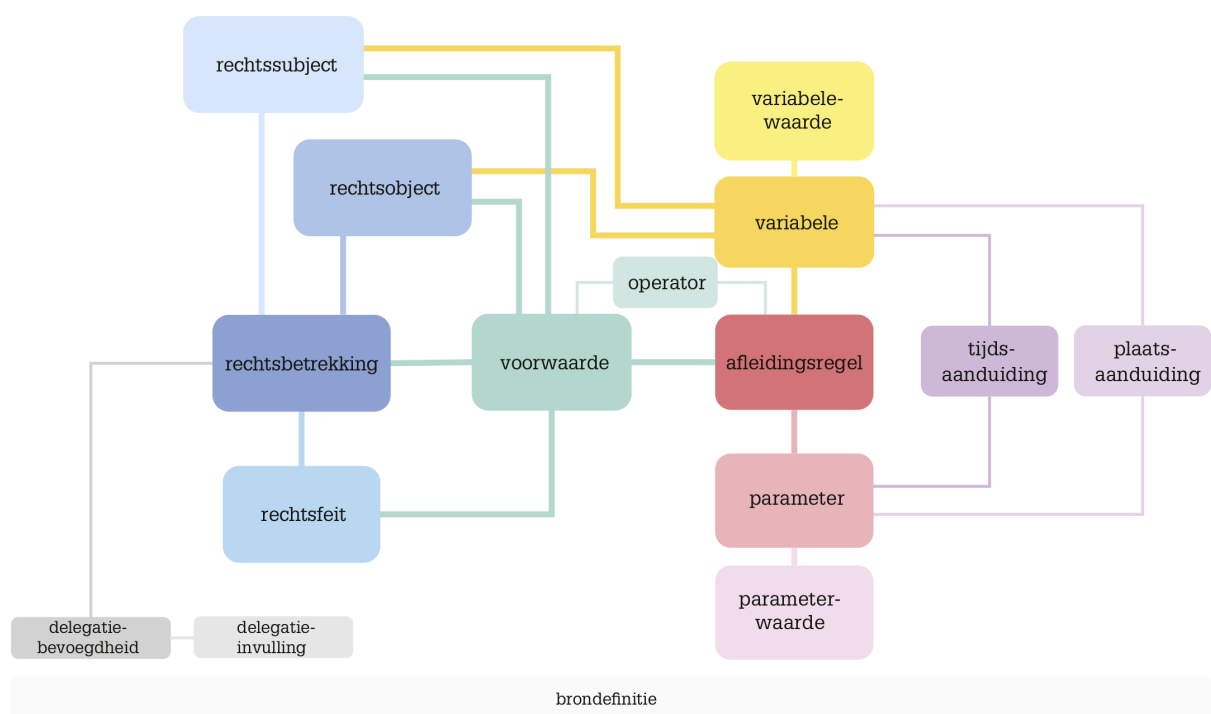 rechtssubject
variabele-
waarde
rechtsobject
variabele
operator
rechtsbetrekking
voorwaarde
afleidingsregel
tijds-
aanduiding
plaats-
aanduiding
rechtsfeit
parameter
parameter-
waarde
delegatie-
bevoegdheid
delegatie-
invulling
brondefinitie